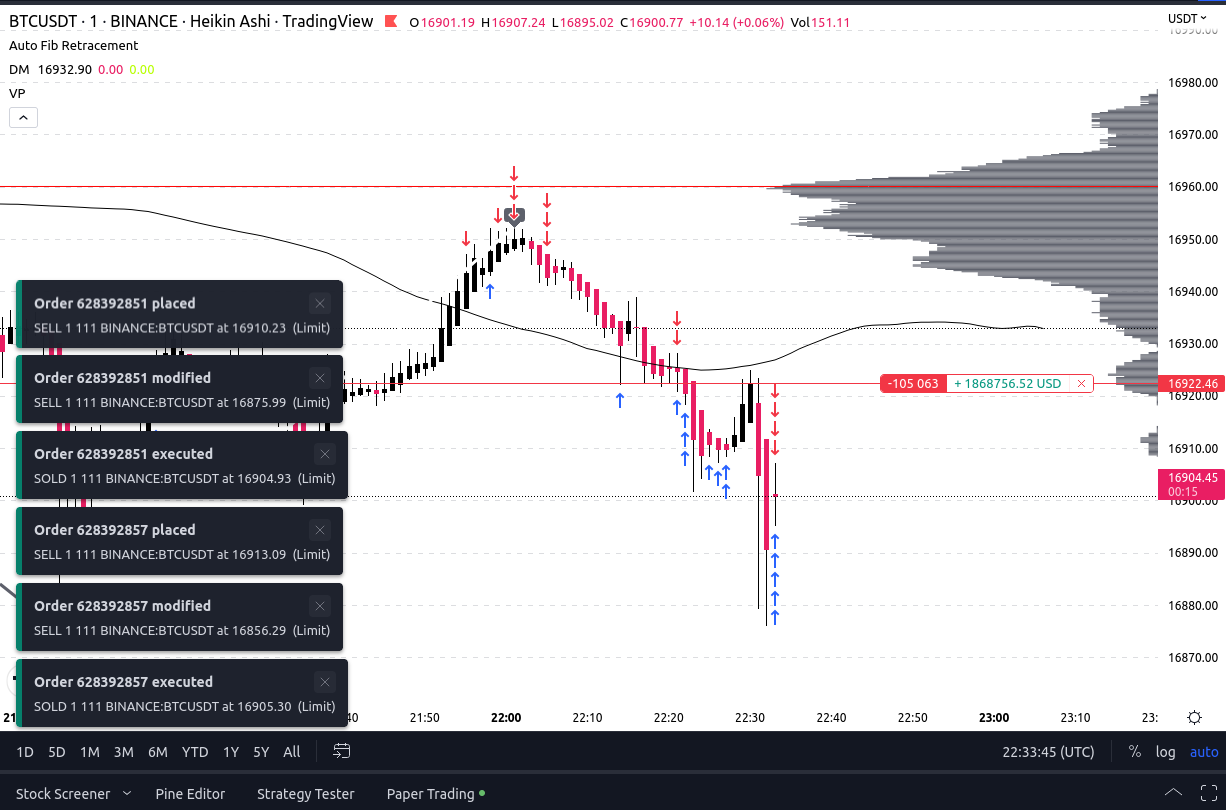 BTCUSDT · 1 · BINANCE · Heikin Ashi · TradingView O16901.19 H16907.24 L16895.02 C16900.77 +10.14 (+0.06%) Vol151.11
USDT
16990.00
Auto Fib Retracement
DM 16932.90 0.00 0.00
VP
16980.00
16970.00
16960.00
16950.00
16940.00
16930.00
-105 063 + 1868756.52 USD
16922.46
16920.00
16910.00
16904.45
00:15
16900.00
16890.00
16880.00
16870.00
Order 628392851 placed
SELL 1 111 BINANCE:BTCUSDT at 16910.23 (Limit)
Order 628392851 modified
SELL 1 111 BINANCE:BTCUSDT at 16875.99 (Limit)
Order 628392851 executed
SOLD 1 111 BINANCE:BTCUSDT at 16904.93 (Limit)
Order 628392857 placed
SELL 1 111 BINANCE:BTCUSDT at 16913.09 (Limit)
Order 628392857 modified
SELL 1 111 BINANCE:BTCUSDT at 16856.29 (Limit)
Order 628392857 executed
SOLD 1 111 BINANCE:BTCUSDT at 16905.30 (Limit)
21:50 22:00 22:10 22:20 22:30 22:40 22:50 23:00 23:10 23:
1D 5D 1M 3M 6M YTD 1Y 5Y All 22:33:45 (UTC) % log auto
Stock Screener Pine Editor Strategy Tester Paper Trading